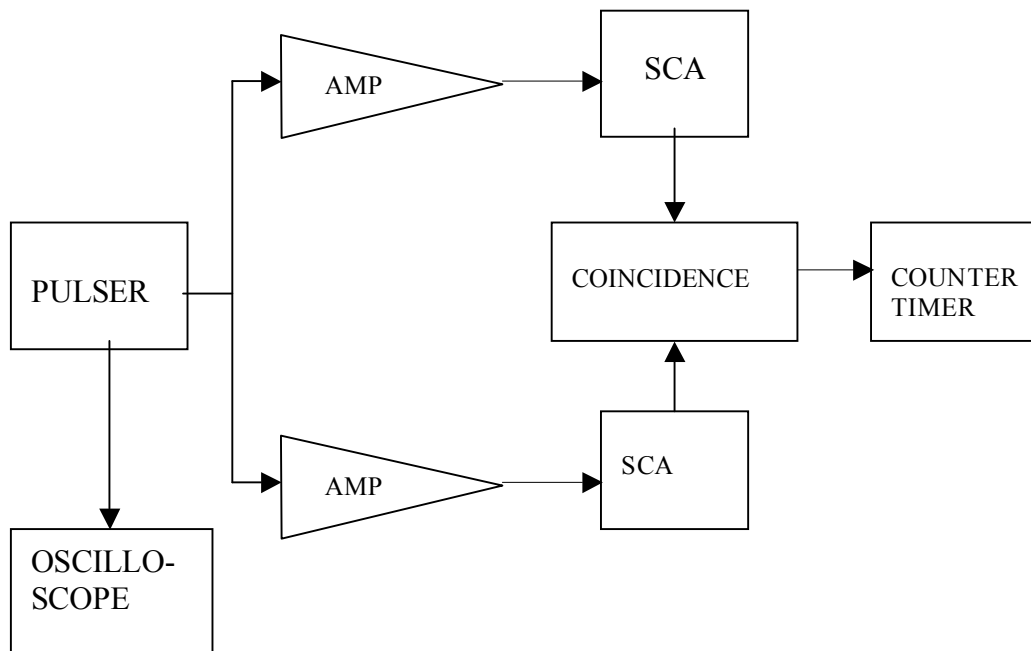 SCA
AMP
PULSER
COINCIDENCE
COUNTER
TIMER
SCA
AMP
OSCILLO-
SCOPE